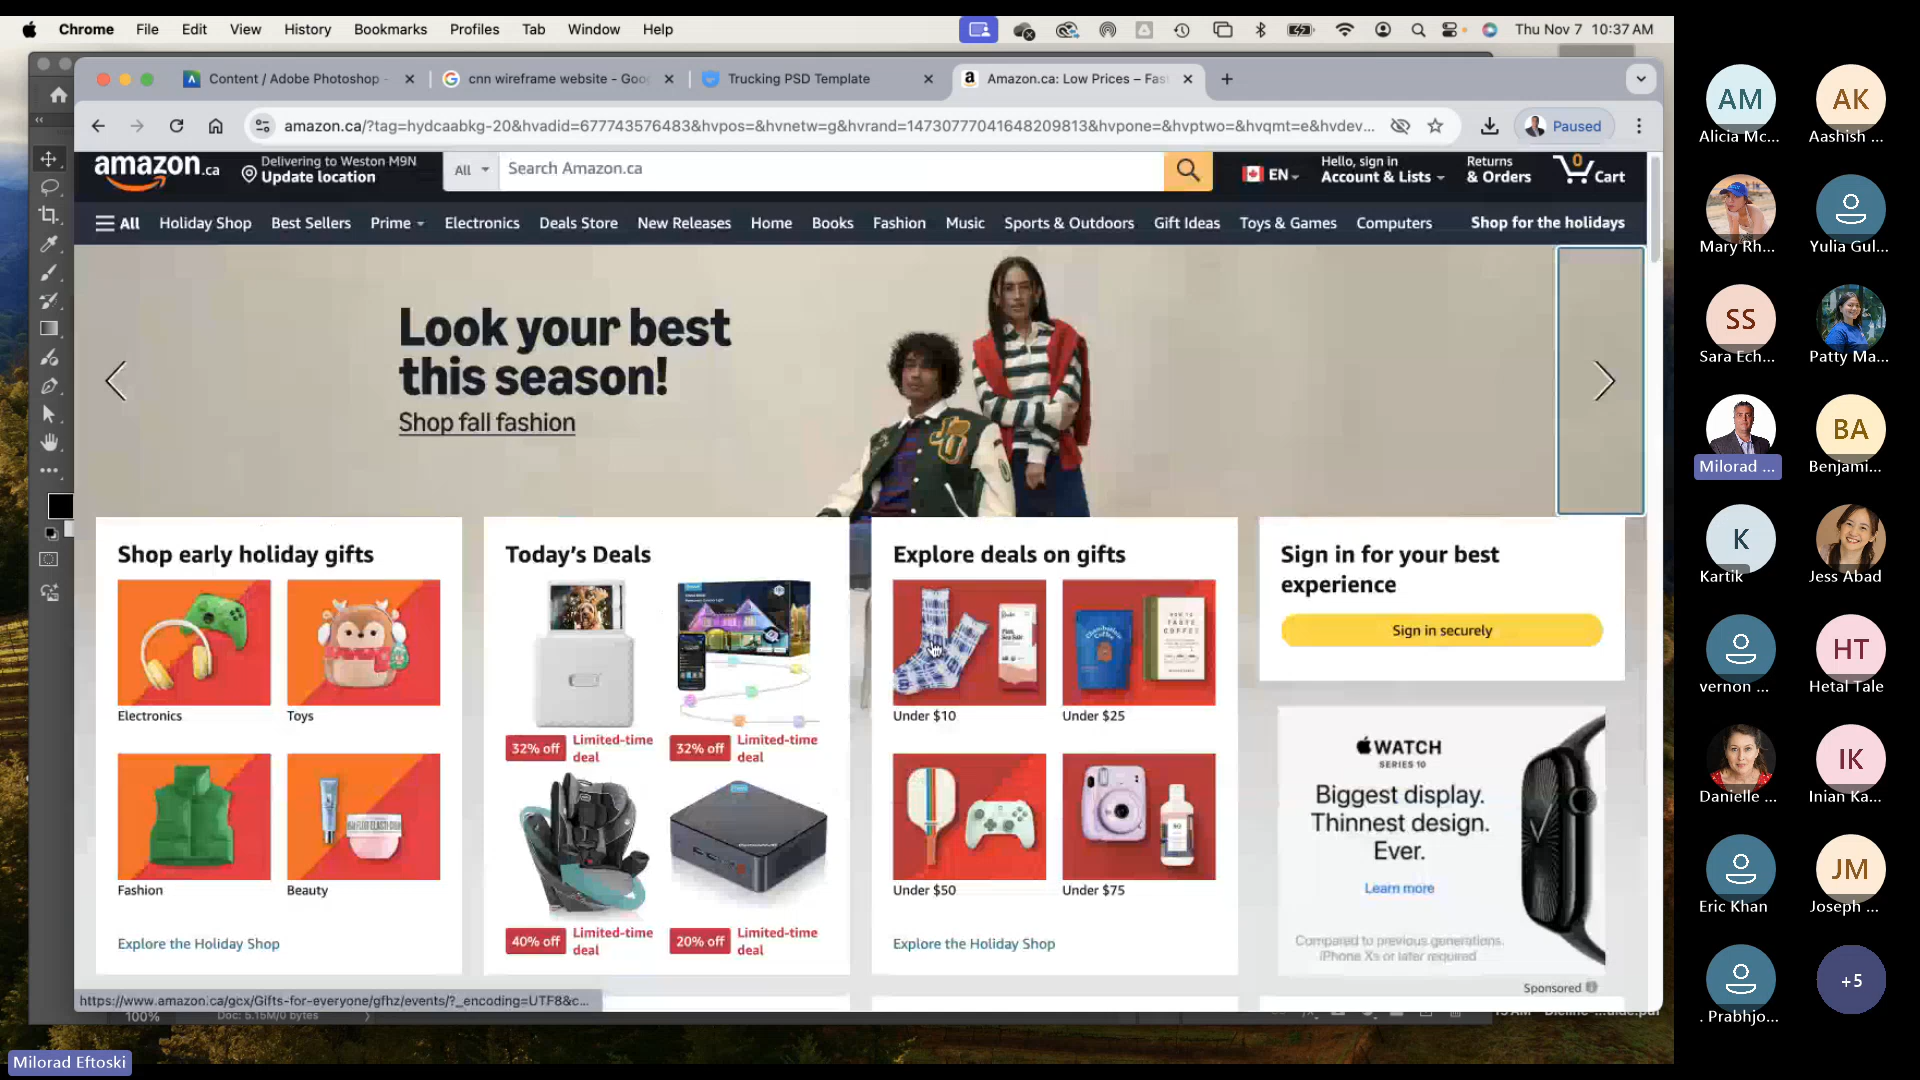 Chrome File Edit View History Bookmarks Profiles Tab Window Help
Thu Nov 7 10:37 AM
Content / Adobe Photoshop -
cnn wireframe website - Goo
Trucking PSD Template
Amazon.ca: Low Prices – Fas
amazon.ca/?tag=hydcaabkg-20&hvadid=677743576483&hvpos=&hvnetw=g&hvrand=14730777041648209813&hvpone=&hvptwo=&hvqmt=e&hvdev...
Paused
amazon.ca
Delivering to Weston M9N
Update location
All
Search Amazon.ca
EN
Hello, sign in
Account & Lists
Returns
& Orders
0
Cart
All Holiday Shop Best Sellers Prime Electronics Deals Store New Releases Home Books Fashion Music Sports & Outdoors Gift Ideas Toys & Games Computers Shop for the holidays
Look your best
this season!
Shop fall fashion
Shop early holiday gifts
Electronics
Toys
Fashion
Beauty
Explore the Holiday Shop
Today's Deals
32% off Limited-time
deal
32% off Limited-time
deal
40% off Limited-time
deal
20% off Limited-time
deal
Explore deals on gifts
HOW TO
TASTE
COFFEE
Under $10
Under $25
Under $50
Under $75
Explore the Holiday Shop
Sign in for your best
experience
Sign in securely
WATCH
SERIES 10
Biggest display.
Thinnest design.
Ever.
Learn more
Compared to previous generations.
iPhone Xs or later required
Sponsored
https://www.amazon.ca/gcx/Gifts-for-everyone/gfhz/events/?_encoding=UTF8&c...
100%
Doc: 5.15M/0 bytes
Milorad Eftoski
AM
Alicia Mc...
AK
Aashish ...
Mary Rh...
Yulia Gul...
SS
Sara Ech...
Patty Ma...
Milorad ...
BA
Benjami...
K
Kartik
Jess Abad
vernon ...
HT
Hetal Tale
Danielle ...
IK
Inian Ka...
Eric Khan
JM
Joseph ...
. Prabhjo...
+5